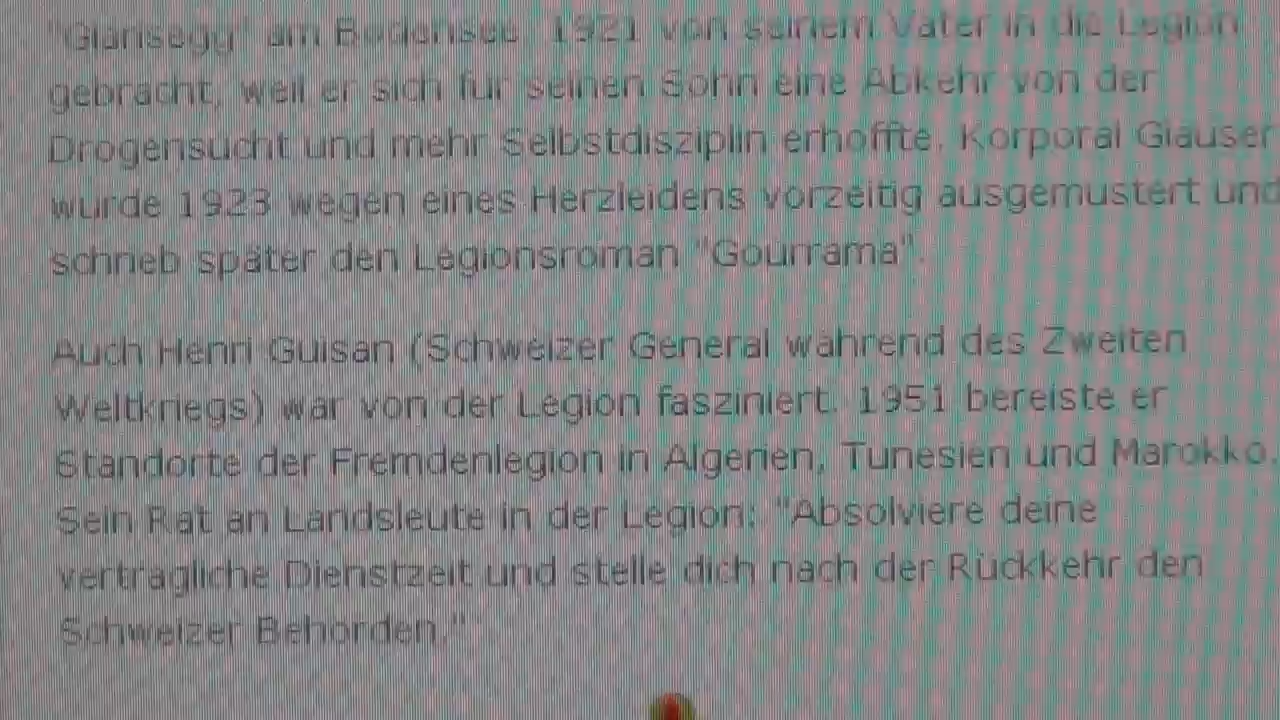 "Glarisegg" am Bodensee. 1921 von seinem Vater in die Legion
gebracht, weil er sich für seinen Sohn eine Abkehr von der
Drogensucht und mehr Selbstdisziplin erhoffte. Korporal Glauser
wurde 1923 wegen eines Herzleidens vorzeitig ausgemustert und
schrieb später den Legionsroman "Gourrama".
Auch Henri Guisan (Schweizer General während des Zweiten
Weltkriegs) war von der Legion fasziniert. 1951 bereiste er
Standorte der Fremdenlegion in Algerien, Tunesien und Marokko.
Sein Rat an Landsleute in der Legion: "Absolviere deine
vertragliche Dienstzeit und stelle dich nach der Rückkehr den
Schweizer Behörden."